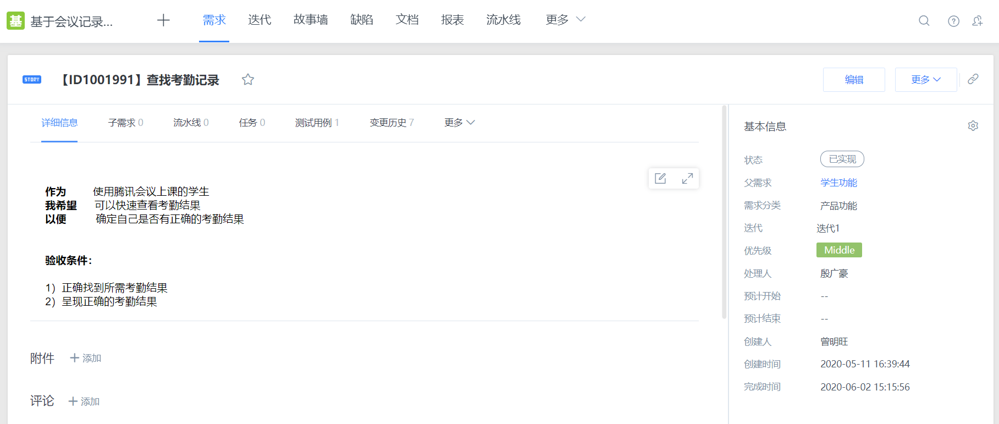 基 基于会议记录...
需求 迭代 故事墙 缺陷 文档 报表 流水线 更多
STORY 【ID1001991】查找考勤记录
编辑 更多
详细信息 子需求 0 流水线 0 任务 0 测试用例 1 变更历史 7 更多
作为 使用腾讯会议上课的学生
我希望 可以快速查看考勤结果
以便 确定自己是否有正确的考勤结果
验收条件：
1）正确找到所需考勤结果
2）呈现正确的考勤结果
附件 添加
评论 添加
基本信息
状态 已实现
父需求 学生功能
需求分类 产品功能
迭代 迭代1
优先级 Middle
处理人 殷广豪
预计开始 --
预计结束 --
创建人 曾明旺
创建时间 2020-05-11 16:39:44
完成时间 2020-06-02 15:15:56